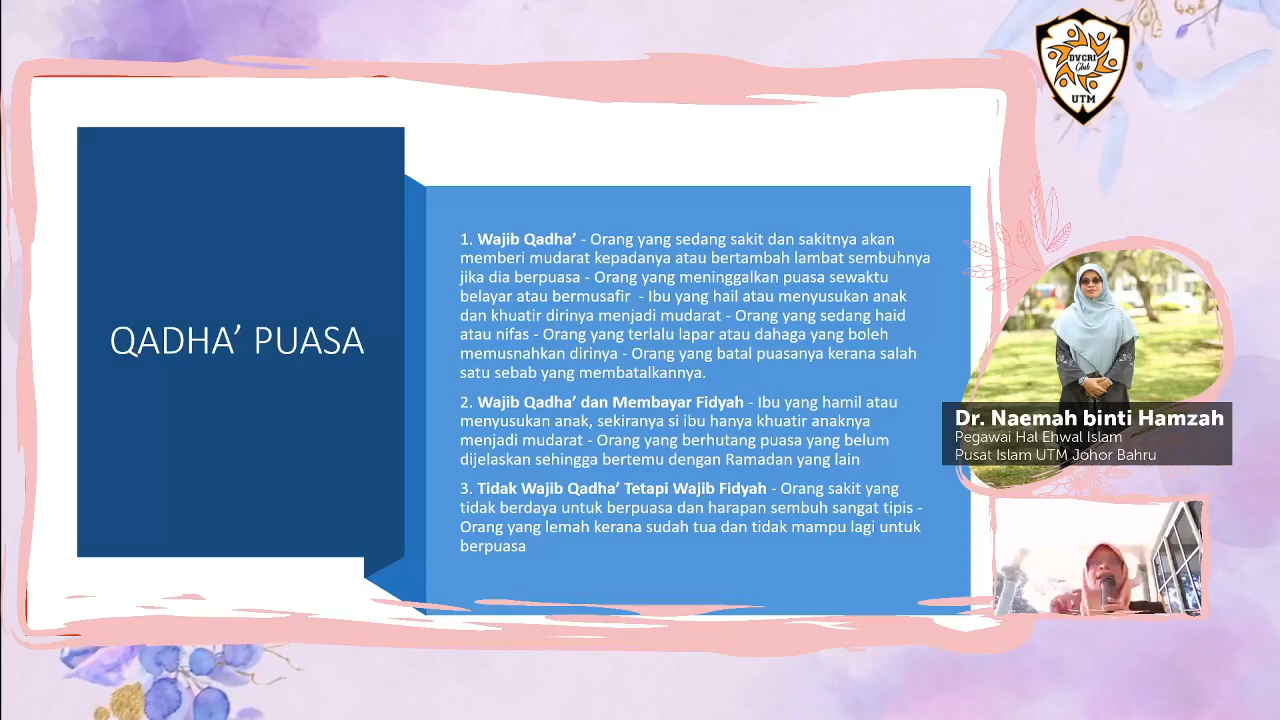 DVCRI
Club
UTM
QADHA’ PUASA
1. Wajib Qadha’ - Orang yang sedang sakit dan sakitnya akan
memberi mudarat kepadanya atau bertambah lambat sembuhnya
jika dia berpuasa - Orang yang meninggalkan puasa sewaktu
belayar atau bermusafir - Ibu yang hail atau menyusukan anak
dan khuatir dirinya menjadi mudarat - Orang yang sedang haid
atau nifas - Orang yang terlalu lapar atau dahaga yang boleh
memusnahkan dirinya - Orang yang batal puasanya kerana salah
satu sebab yang membatalkannya.
2. Wajib Qadha’ dan Membayar Fidyah - Ibu yang hamil atau
menyusukan anak, sekiranya si ibu hanya khuatir anaknya
menjadi mudarat - Orang yang berhutang puasa yang belum
dijelaskan sehingga bertemu dengan Ramadan yang lain
3. Tidak Wajib Qadha’ Tetapi Wajib Fidyah - Orang sakit yang
tidak berdaya untuk berpuasa dan harapan sembuh sangat tipis -
Orang yang lemah kerana sudah tua dan tidak mampu lagi untuk
berpuasa
Dr. Naemah binti Hamzah
Pegawai Hal Ehwal Islam
Pusat Islam UTM Johor Bahru